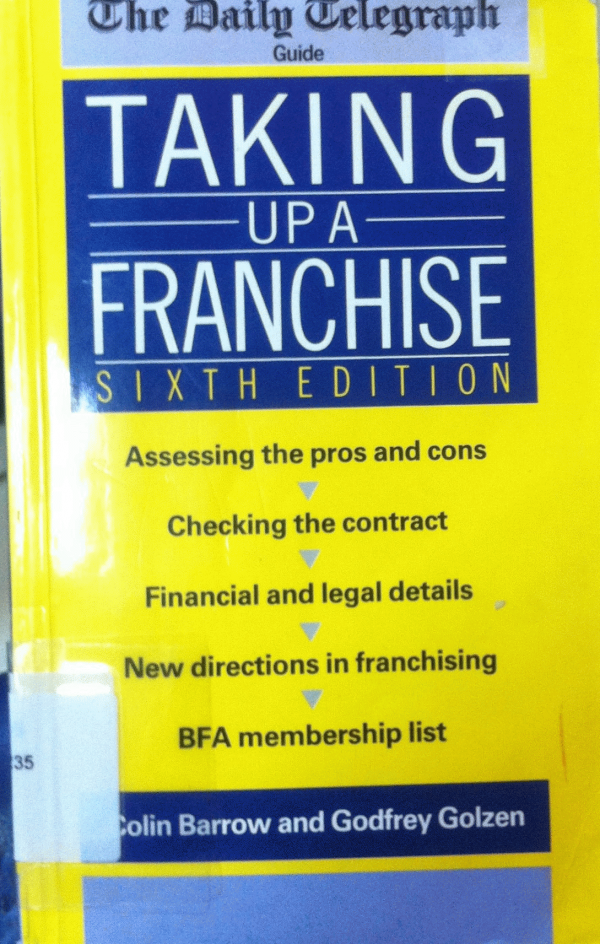 The Daily Telegraph
Guide
TAKING
UP A
FRANCHISE
SIXTH EDITION
Assessing the pros and cons
Checking the contract
Financial and legal details
New directions in franchising
BFA membership list
35
Colin Barrow and Godfrey Golzen